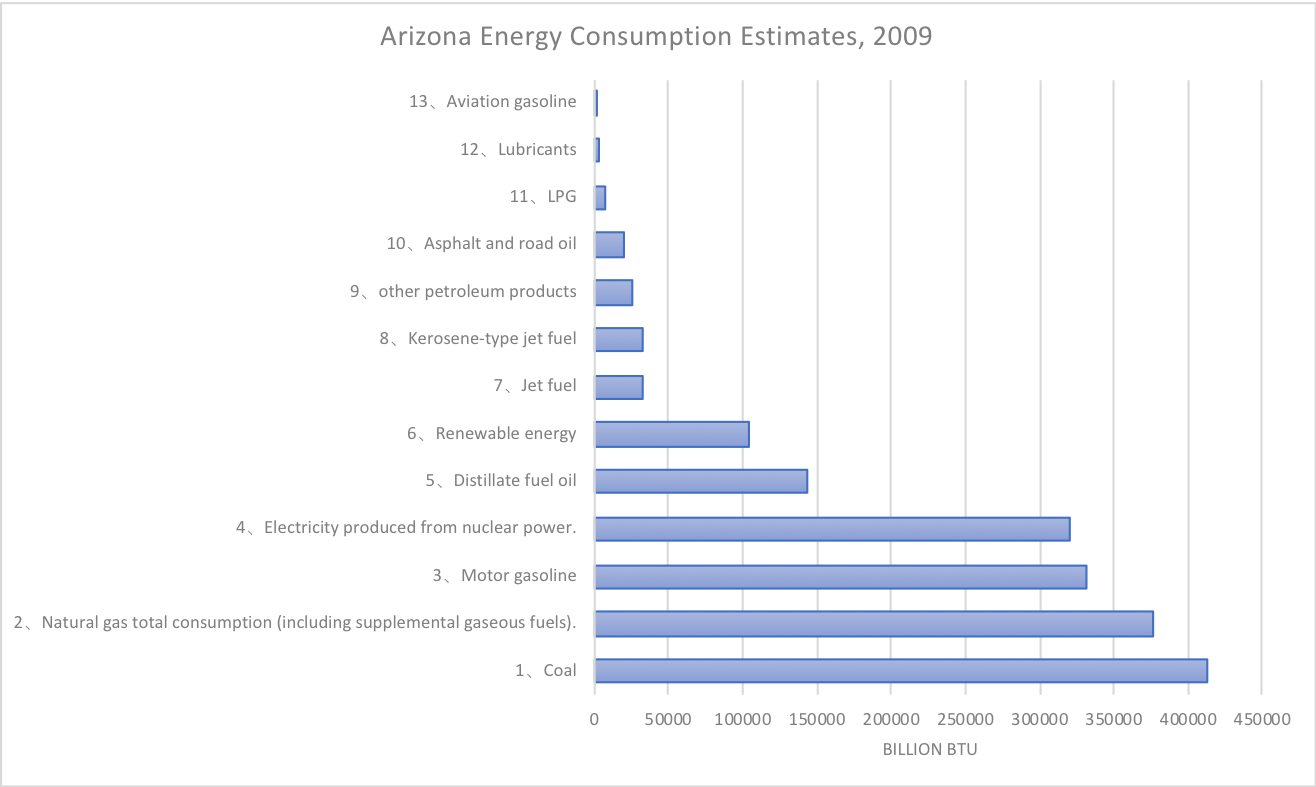 Arizona Energy Consumption Estimates, 2009
13、Aviation gasoline
12、Lubricants
11、LPG
10、Asphalt and road oil
9、other petroleum products
8、Kerosene-type jet fuel
7、Jet fuel
6、Renewable energy
5、Distillate fuel oil
4、Electricity produced from nuclear power.
3、Motor gasoline
2、Natural gas total consumption (including supplemental gaseous fuels).
1、Coal
0 50000 100000 150000 200000 250000 300000 350000 400000 450000
BILLION BTU